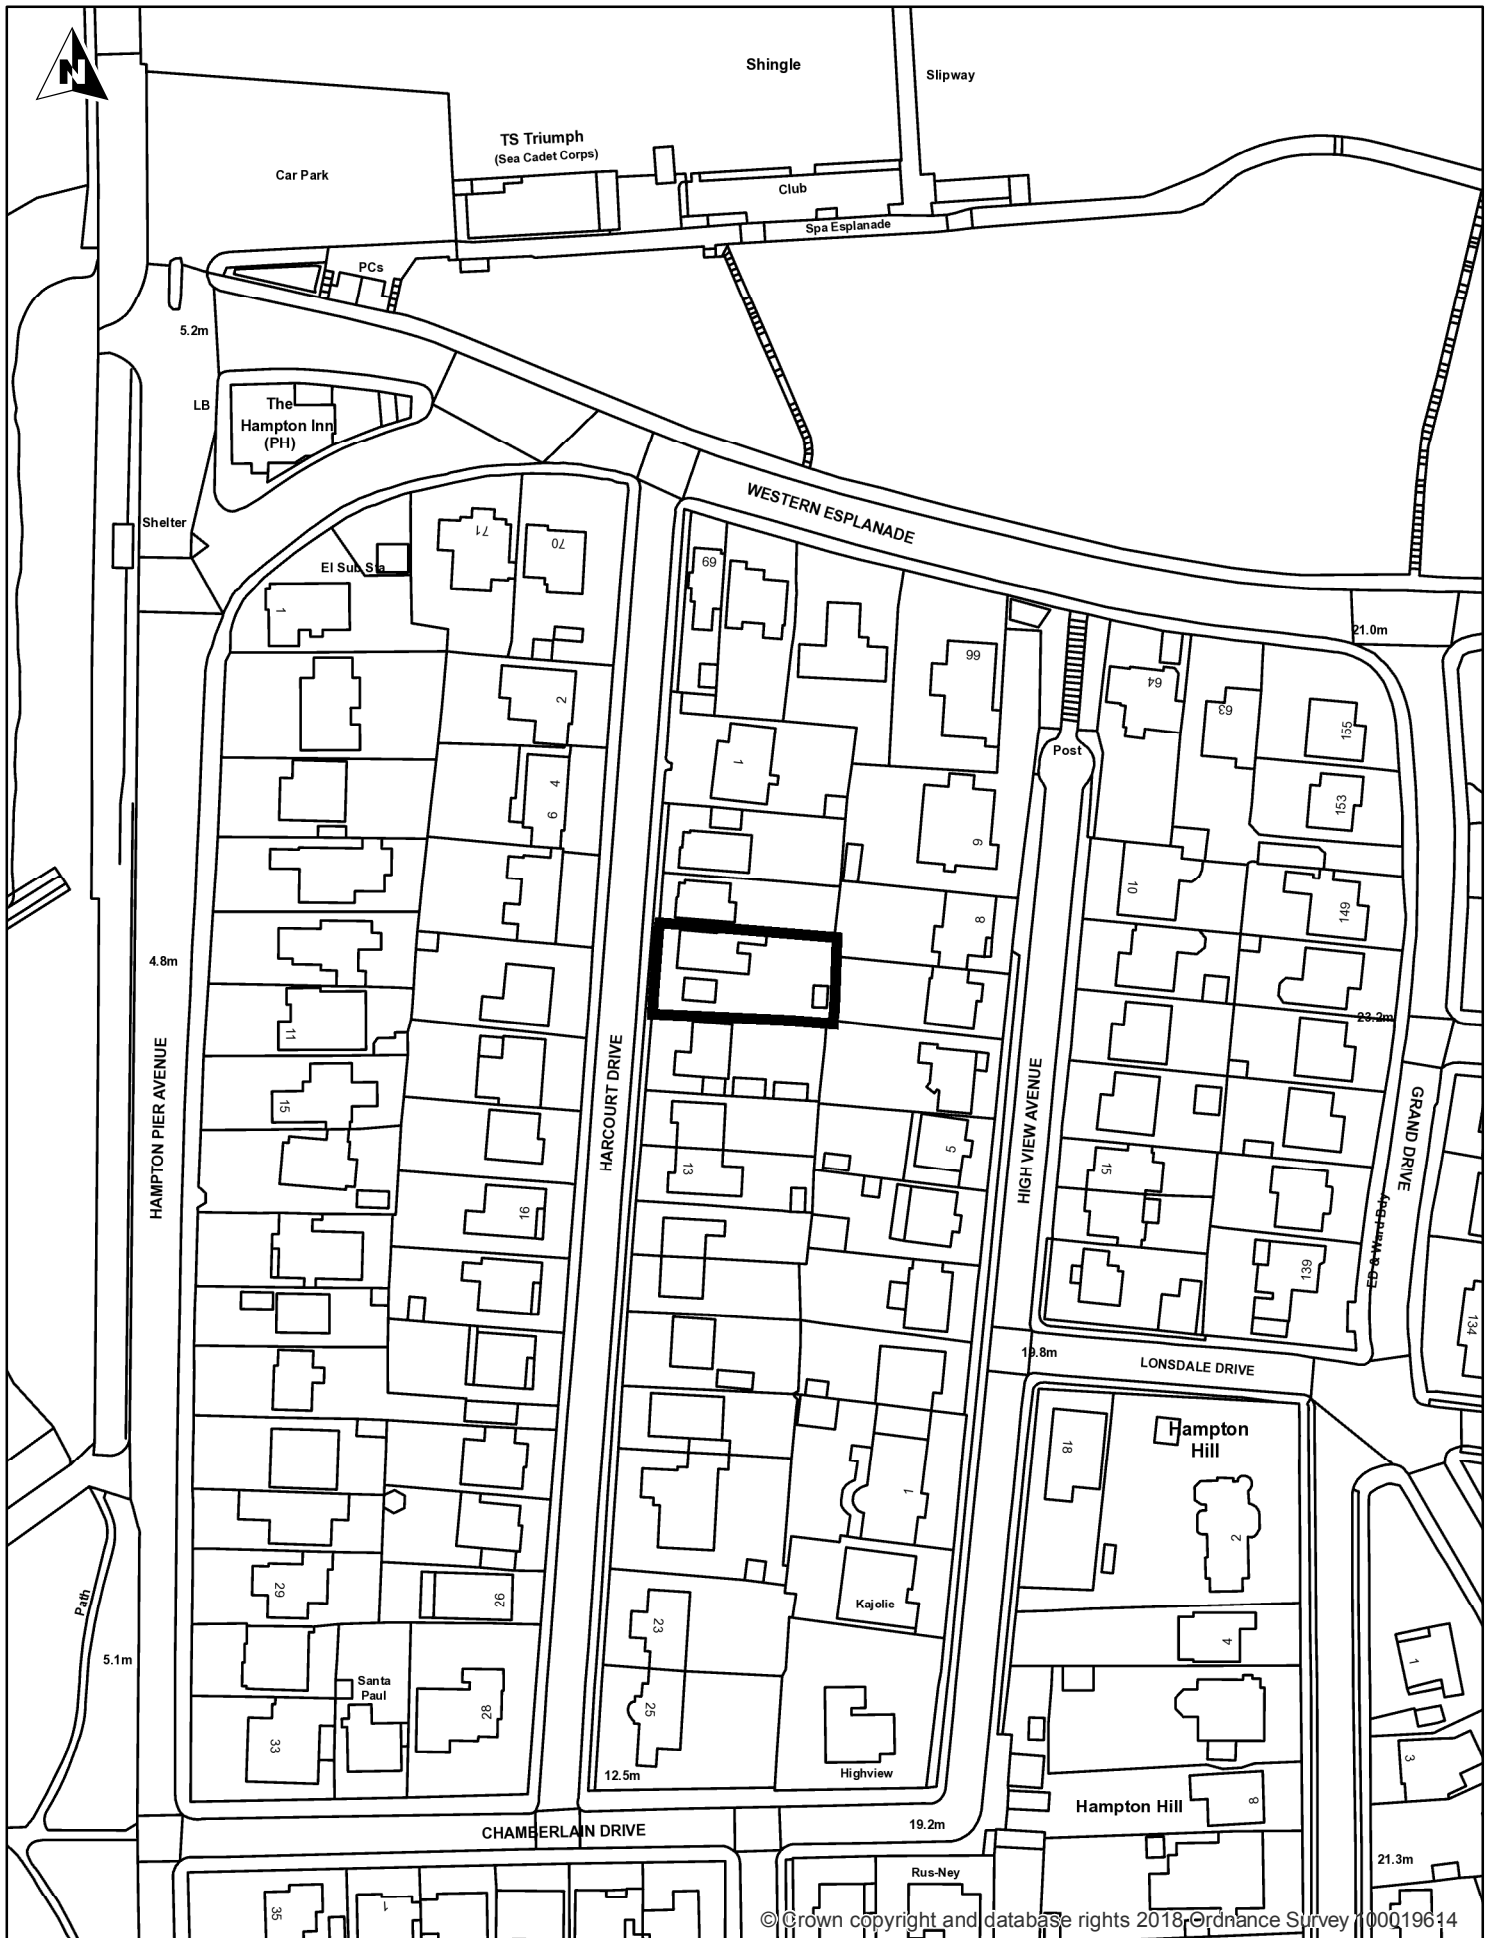 N
Shingle
Slipway
TS Triumph
(Sea Cadet Corps)
Car Park
Club
Spa Esplanade
PCs
5.2m
LB
The
Hampton Inn
(PH)
WESTERN ESPLANADE
Shelter
El Sub Sta
71
70
69
66
64
63
155
153
149
21.0m
Post
1
2
4
6
1
9
8
10
4.8m
11
15
HAMPTON PIER AVENUE
HARCOURT DRIVE
HIGH VIEW AVENUE
GRAND DRIVE
23.2m
ED & Ward Bdy
13
5
15
16
139
134
19.8m
LONSDALE DRIVE
Hampton
Hill
18
2
1
29
26
Kajolic
Path
23
4
1
5.1m
Santa
Paul
28
25
33
3
12.5m
Highview
Hampton Hill
8
CHAMBERLAIN DRIVE
19.2m
21.3m
Rus-Ney
35
1
© Crown copyright and database rights 2018 Ordnance Survey 100019614